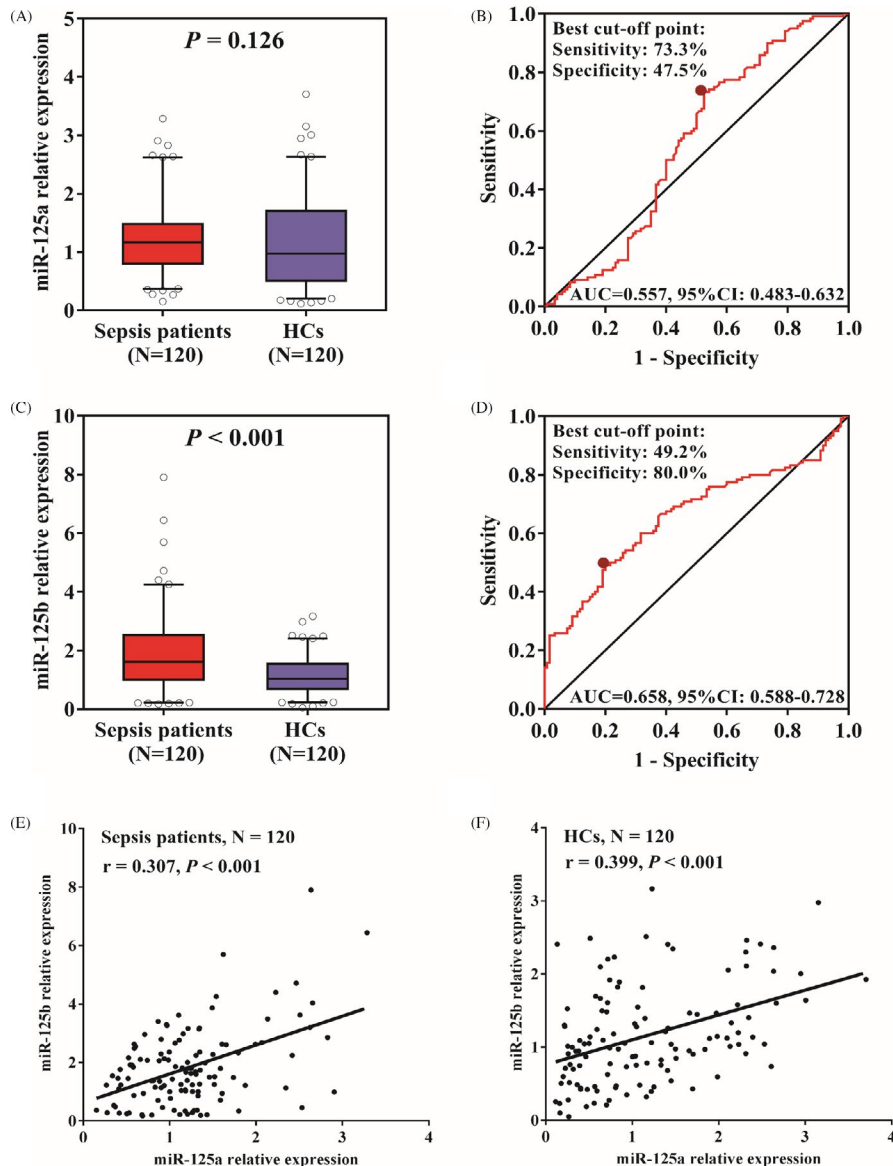 (A)
P = 0.126
miR-125a relative expression
5
4
3
2
1
0
Sepsis patients
(N=120)
HCs
(N=120)
(B)
Best cut-off point:
Sensitivity: 73.3%
Specificity: 47.5%
Sensitivity
1.0
0.8
0.6
0.4
0.2
0.0
AUC=0.557, 95%CI: 0.483-0.632
0.0 0.2 0.4 0.6 0.8 1.0
1 - Specificity
(C)
P < 0.001
miR-125b relative expression
10
8
6
4
2
0
Sepsis patients
(N=120)
HCs
(N=120)
(D)
Best cut-off point:
Sensitivity: 49.2%
Specificity: 80.0%
Sensitivity
1.0
0.8
0.6
0.4
0.2
0.0
AUC=0.658, 95%CI: 0.588-0.728
0.0 0.2 0.4 0.6 0.8 1.0
1 - Specificity
(E)
Sepsis patients, N = 120
r = 0.307, P < 0.001
miR-125b relative expression
10
8
6
4
2
0
0 1 2 3 4
miR-125a relative expression
(F)
HCs, N = 120
r = 0.399, P < 0.001
miR-125b relative expression
4
3
2
1
0
0 1 2 3 4
miR-125a relative expression